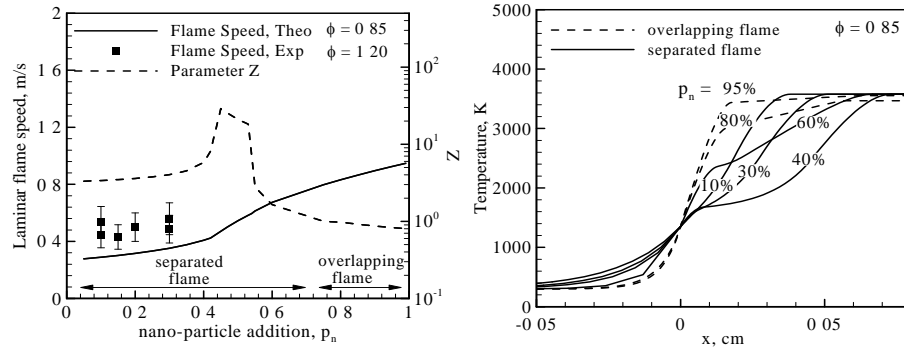 2
1 6
1 2
0 8
0 4
0
Laminar flame speed, m/s
Flame Speed, Theo ϕ = 0 85
Flame Speed, Exp ϕ = 1 20
Parameter Z
10²
10¹
10⁰
10⁻¹
Z
separated
flame
overlapping
flame
0 0 2 0 4 0 6 0 8 1
nano-particle addition, pₙ
5000
4000
3000
2000
1000
0
Temperature, K
overlapping flame ϕ = 0 85
separated flame
pₙ = 95%
80%
60%
10%
30%
40%
-0 05 0 0 05
x, cm